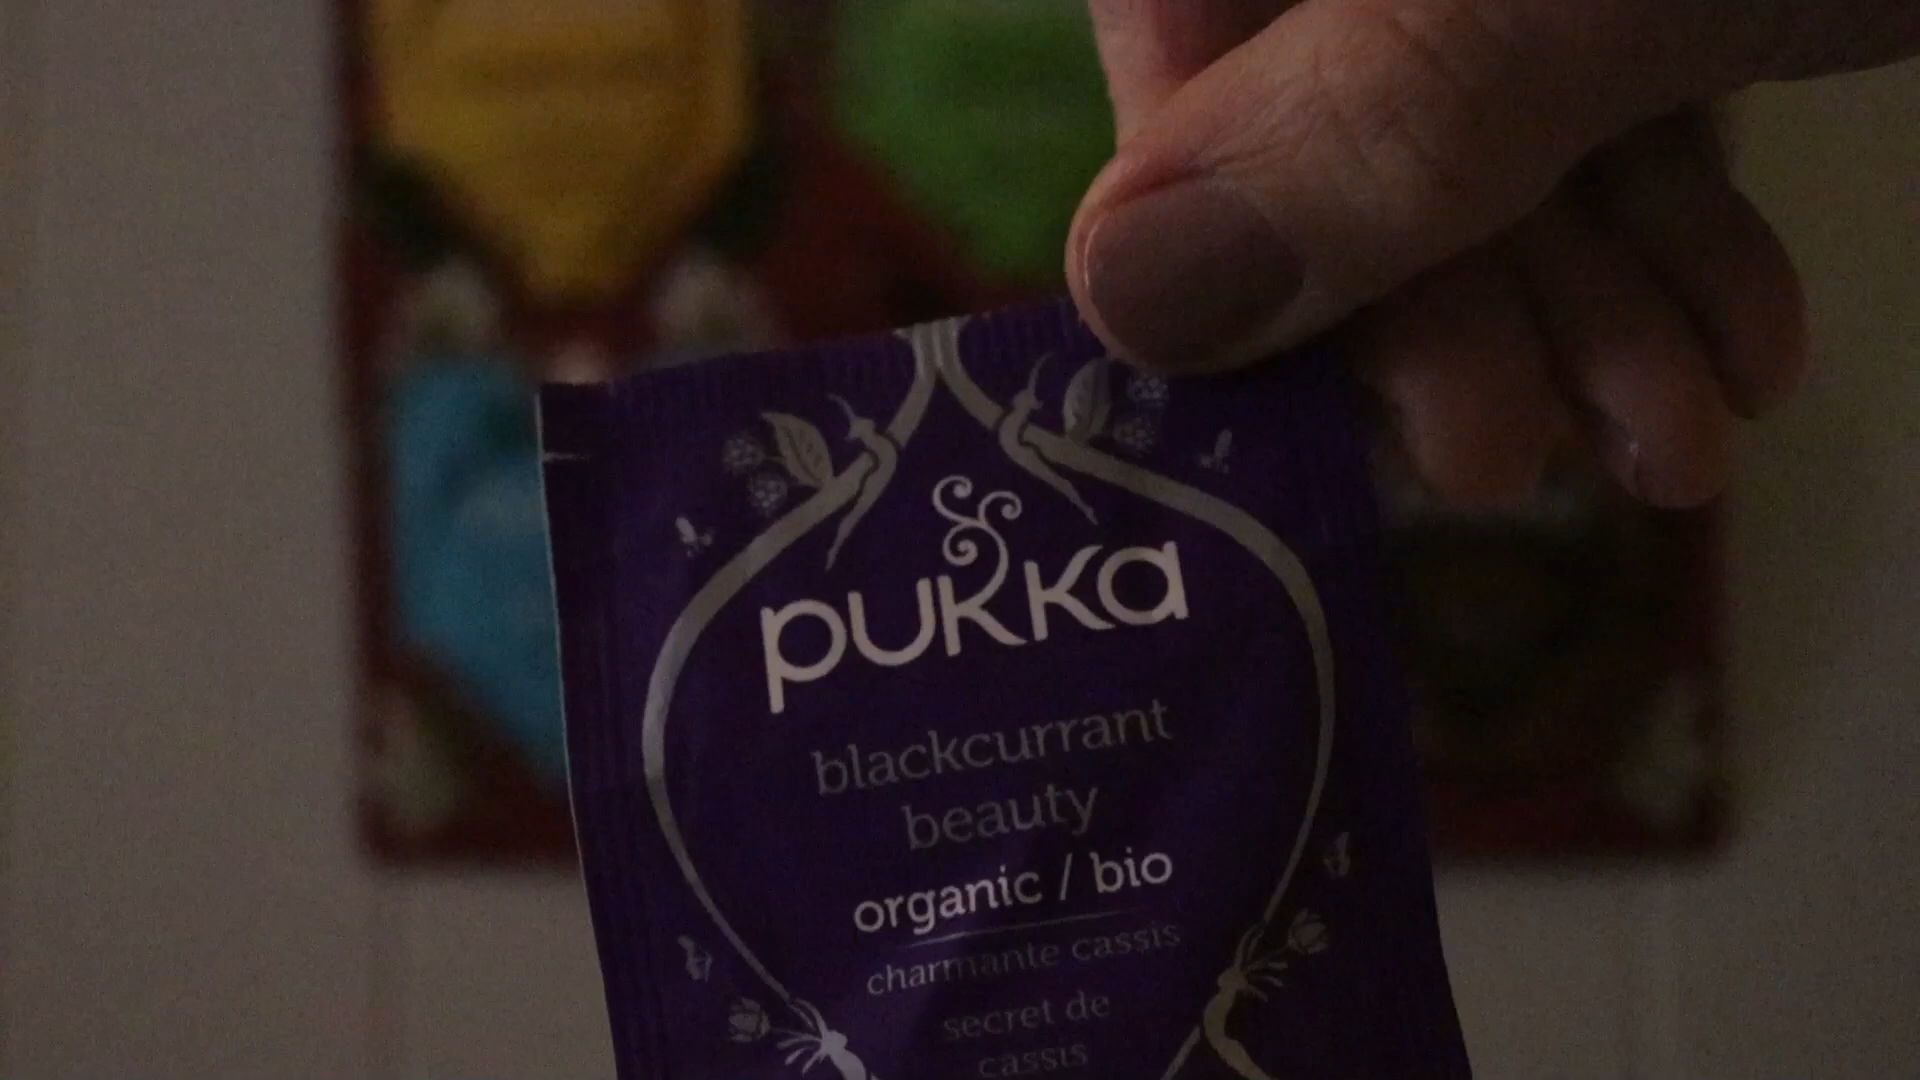 pukka
blackcurrant
beauty
organic / bio
charmante cassis
secret de
cassis